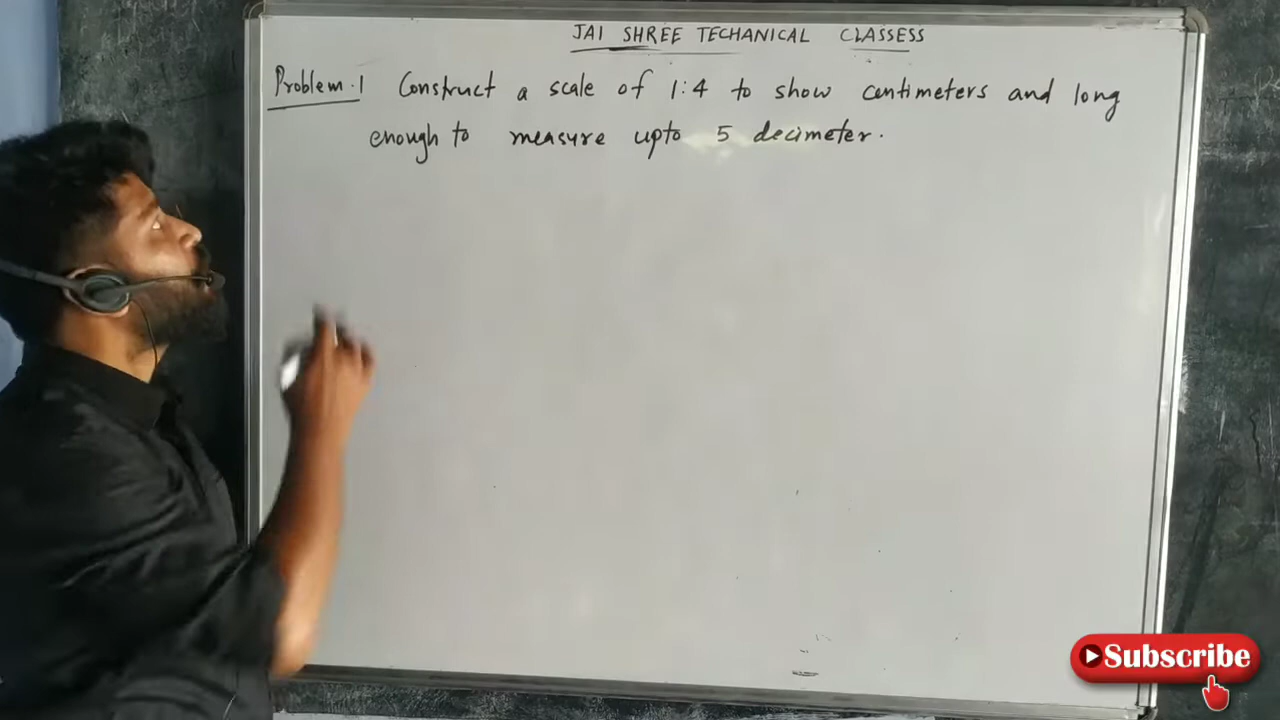 JAI SHREE TECHANICAL CLASSESS
Problem.1 Construct a scale of 1:4 to show centimeters and long
enough to measure upto 5 decimeter.
Subscribe